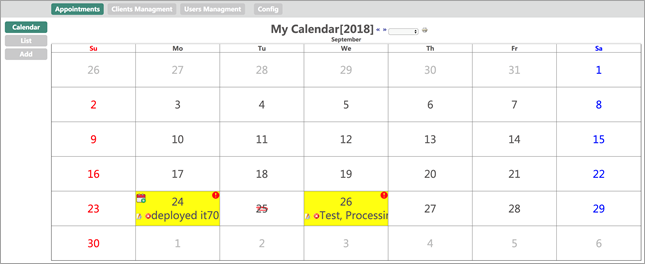 Appointments Clients Managment Users Managment Config
Calendar
List
Add
My Calendar[2018] « »
September
Su Mo Tu We Th Fr Sa
26 27 28 29 30 31 1
2 3 4 5 6 7 8
9 10 11 12 13 14 15
16 17 18 19 20 21 22
23 24 25 26 27 28 29
deployed it70 Test, Processin
30 1 2 3 4 5 6